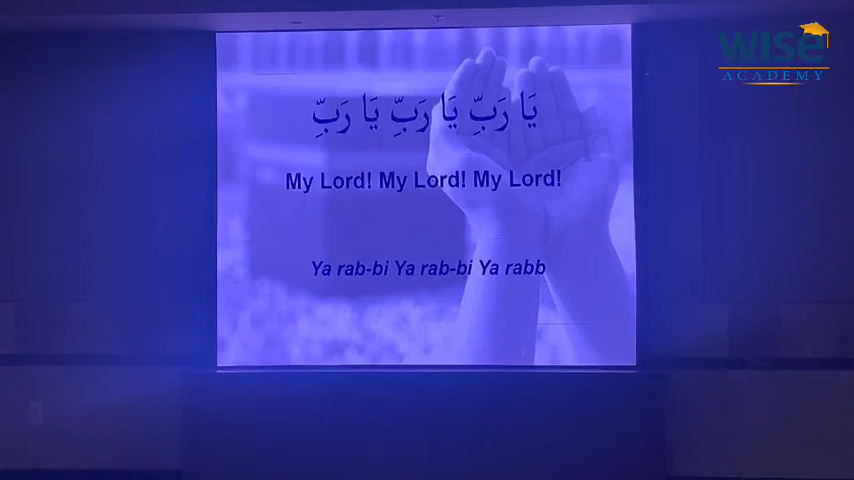 wise
ACADEMY
يَا رَبِّ يَا رَبِّ يَا رَبِّ
My Lord! My Lord! My Lord!
Ya rab-bi Ya rab-bi Ya rabb